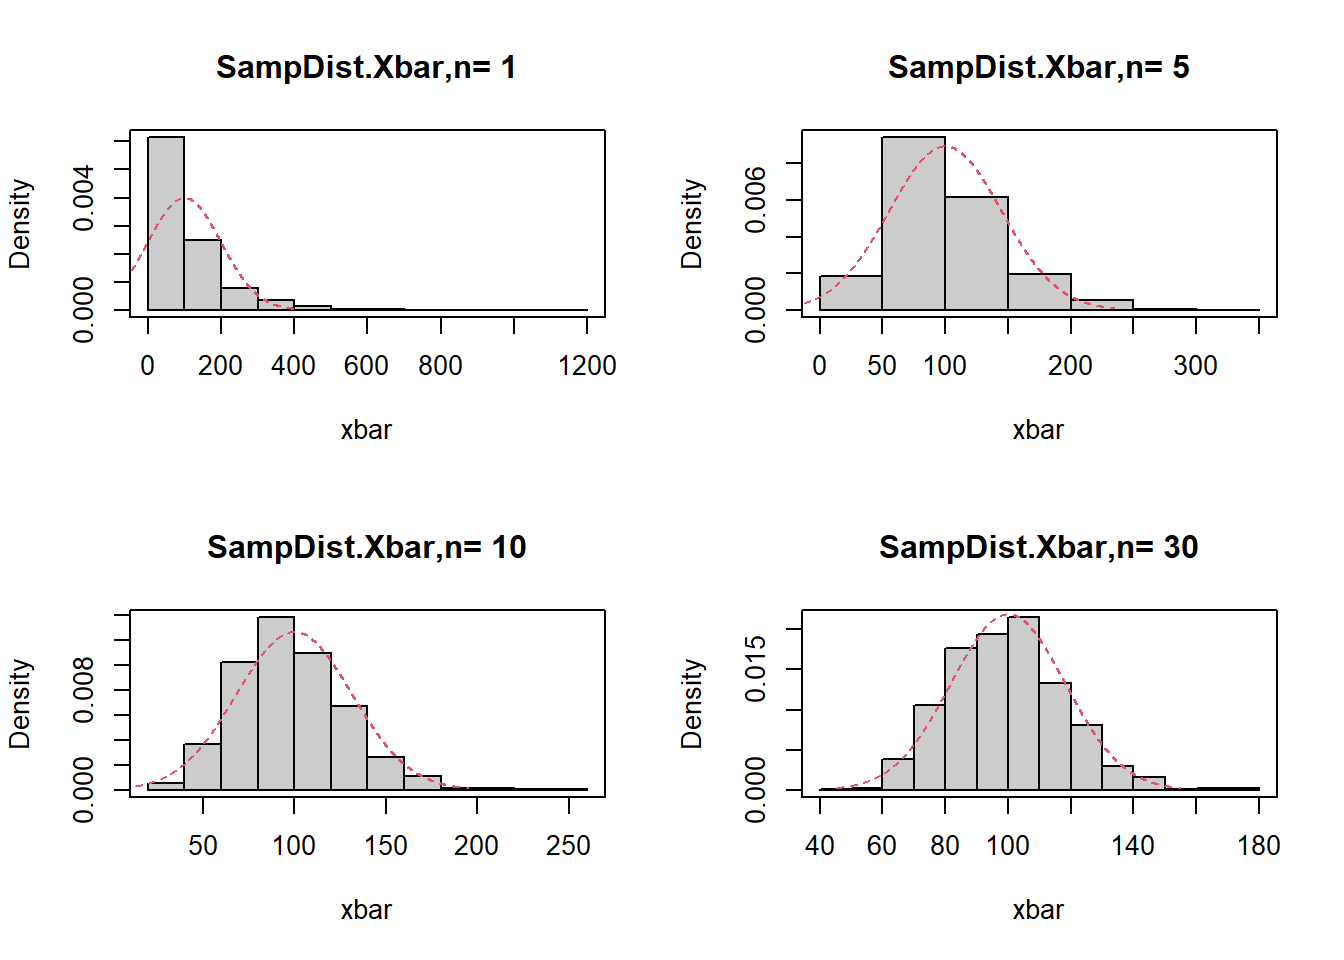 SampDist.Xbar,n= 1
Density
0.004
0.000
0 200 400 600 800 1200
xbar
SampDist.Xbar,n= 5
Density
0.006
0.000
0 50 100 200 300
xbar
SampDist.Xbar,n= 10
Density
0.008
0.000
50 100 150 200 250
xbar
SampDist.Xbar,n= 30
Density
0.015
0.000
40 60 80 100 140 180
xbar